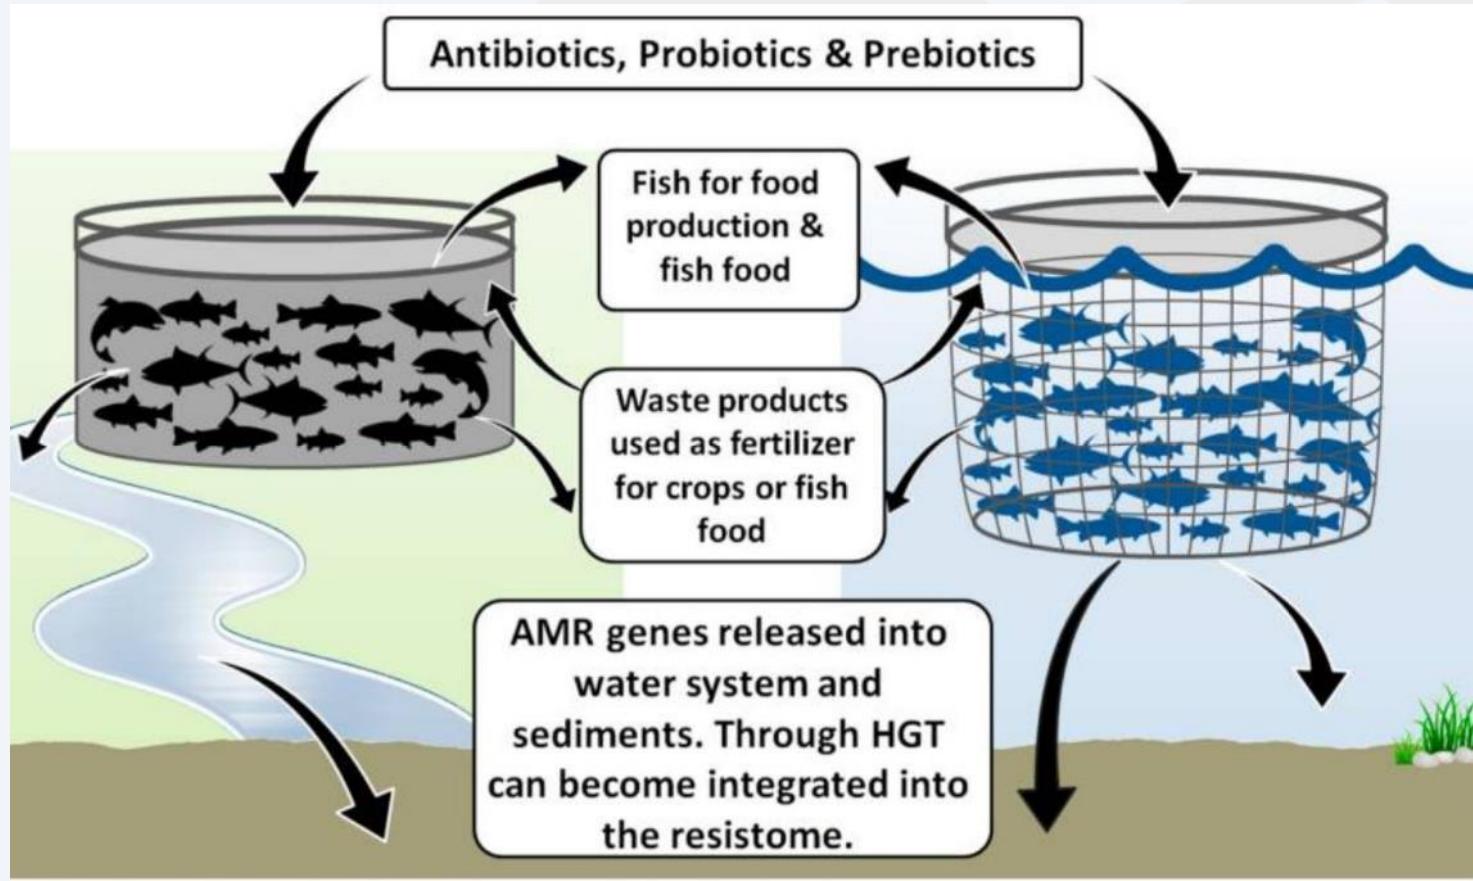 Antibiotics, Probiotics & Prebiotics
Fish for food
production &
fish food
Waste products
used as fertilizer
for crops or fish
food
AMR genes released into
water system and
sediments. Through HGT
can become integrated into
the resistome.